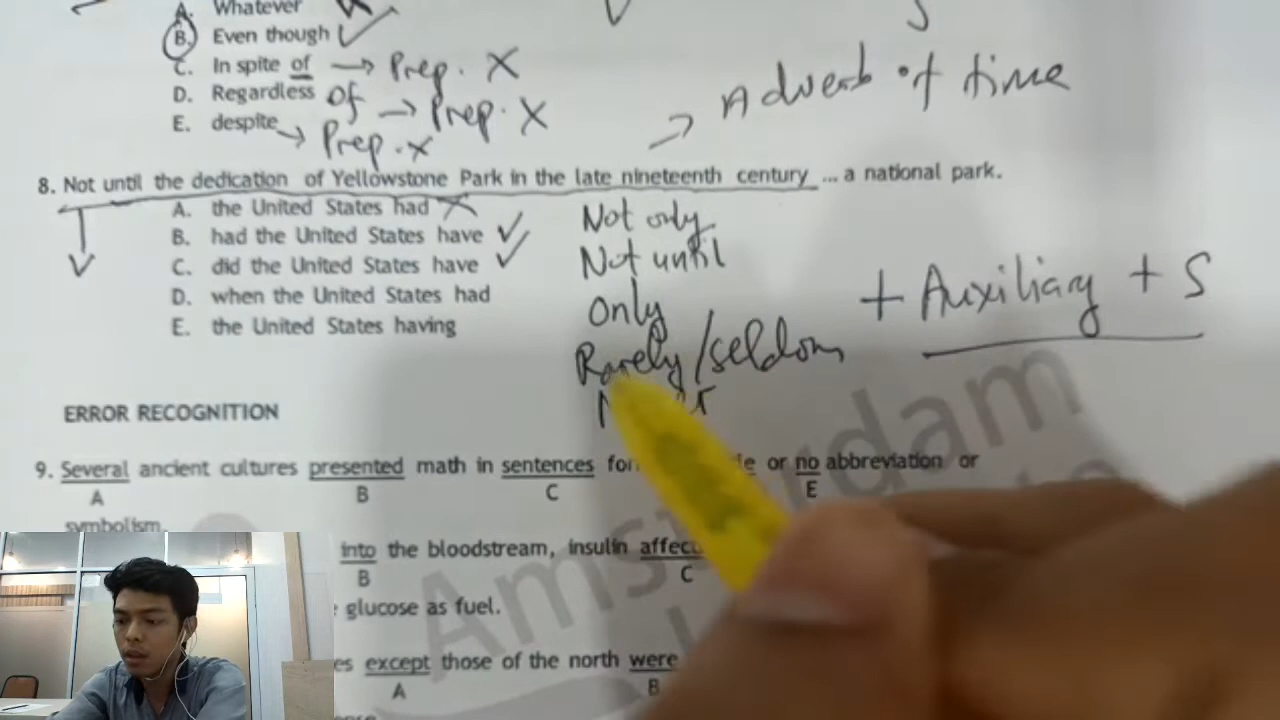 A. Whatever
B. Even though
C. In spite of → Prep. X
D. Regardless of → Prep. X
E. despite → Prep. X
→ Adverb of time
8. Not until the dedication of Yellowstone Park in the late nineteenth century ... a national park.
A. the United States had
B. had the United States have
C. did the United States have
D. when the United States had
E. the United States having
Not only
Not until
Only
Rarely/seldom
+ Auxiliary + S
ERROR RECOGNITION
9. Several ancient cultures presented math in sentences or no abbreviation or
A B C E
symbolism.
into the bloodstream, insulin
B C
glucose as fuel.
except those of the north were
A B
Amsterdam